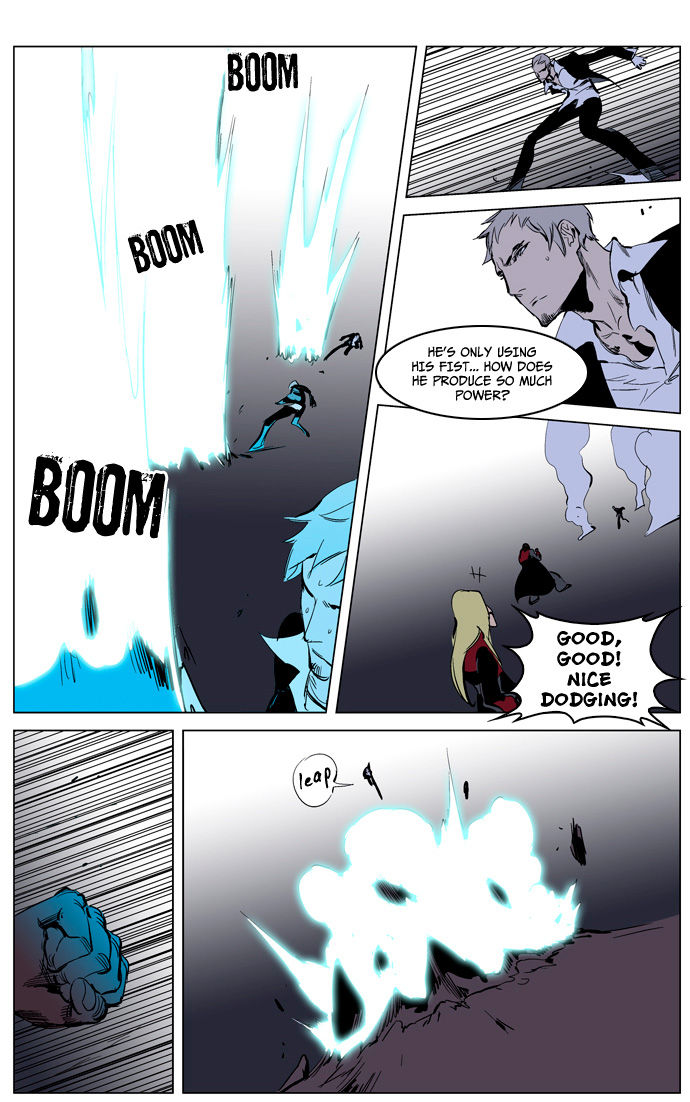 BOOM
BOOM
BOOM
HE'S ONLY USING
HIS FIST... HOW DOES
HE PRODUCE SO MUCH
POWER?
GOOD,
GOOD!
NICE
DODGING!
leap